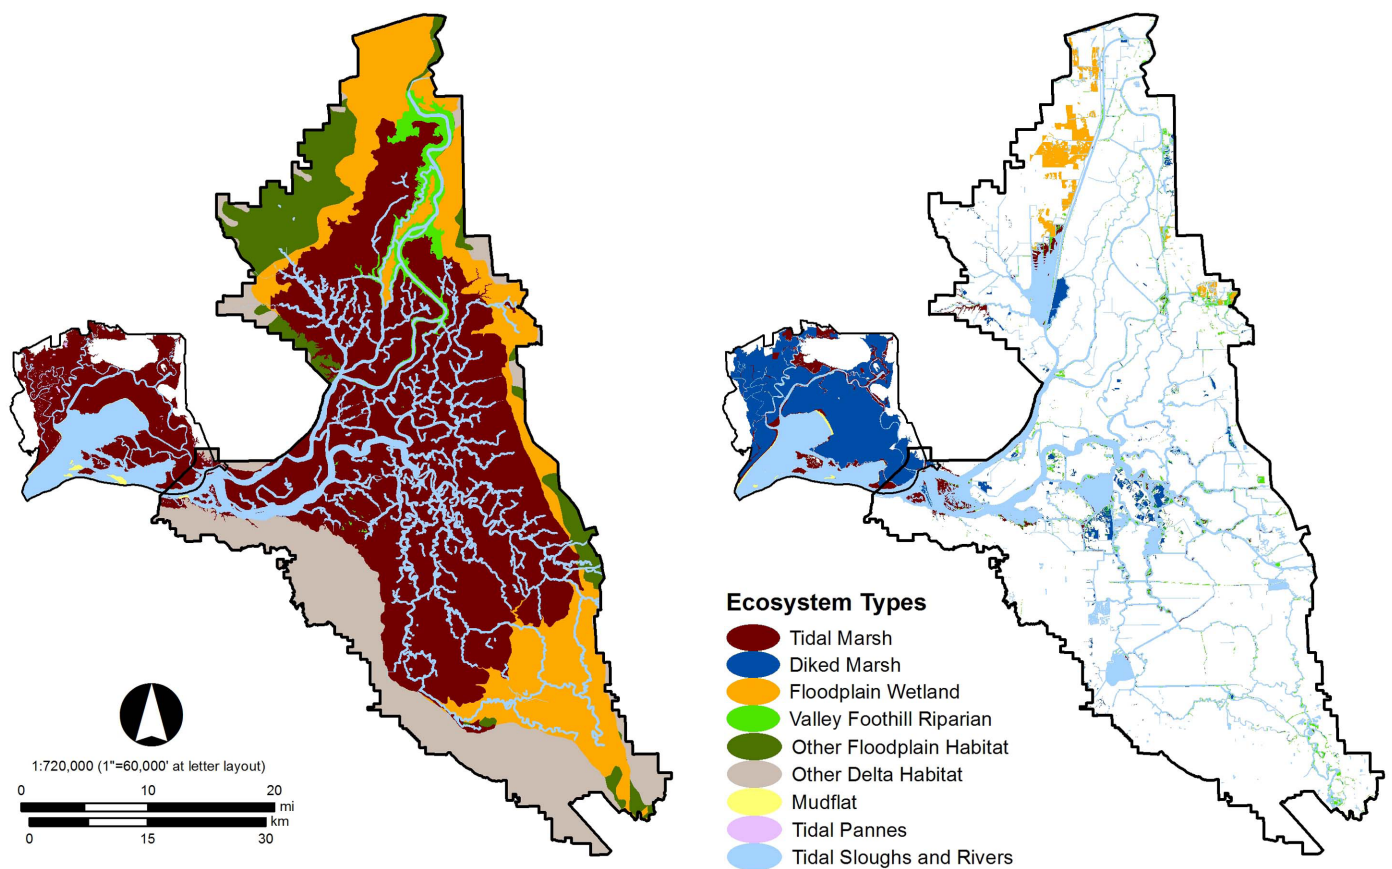 Ecosystem Types
Tidal Marsh
Diked Marsh
Floodplain Wetland
Valley Foothill Riparian
Other Floodplain Habitat
Other Delta Habitat
Mudflat
Tidal Pannes
Tidal Sloughs and Rivers
1:720,000 (1"=60,000' at letter layout)
0 10 20
mi
km
0 15 30